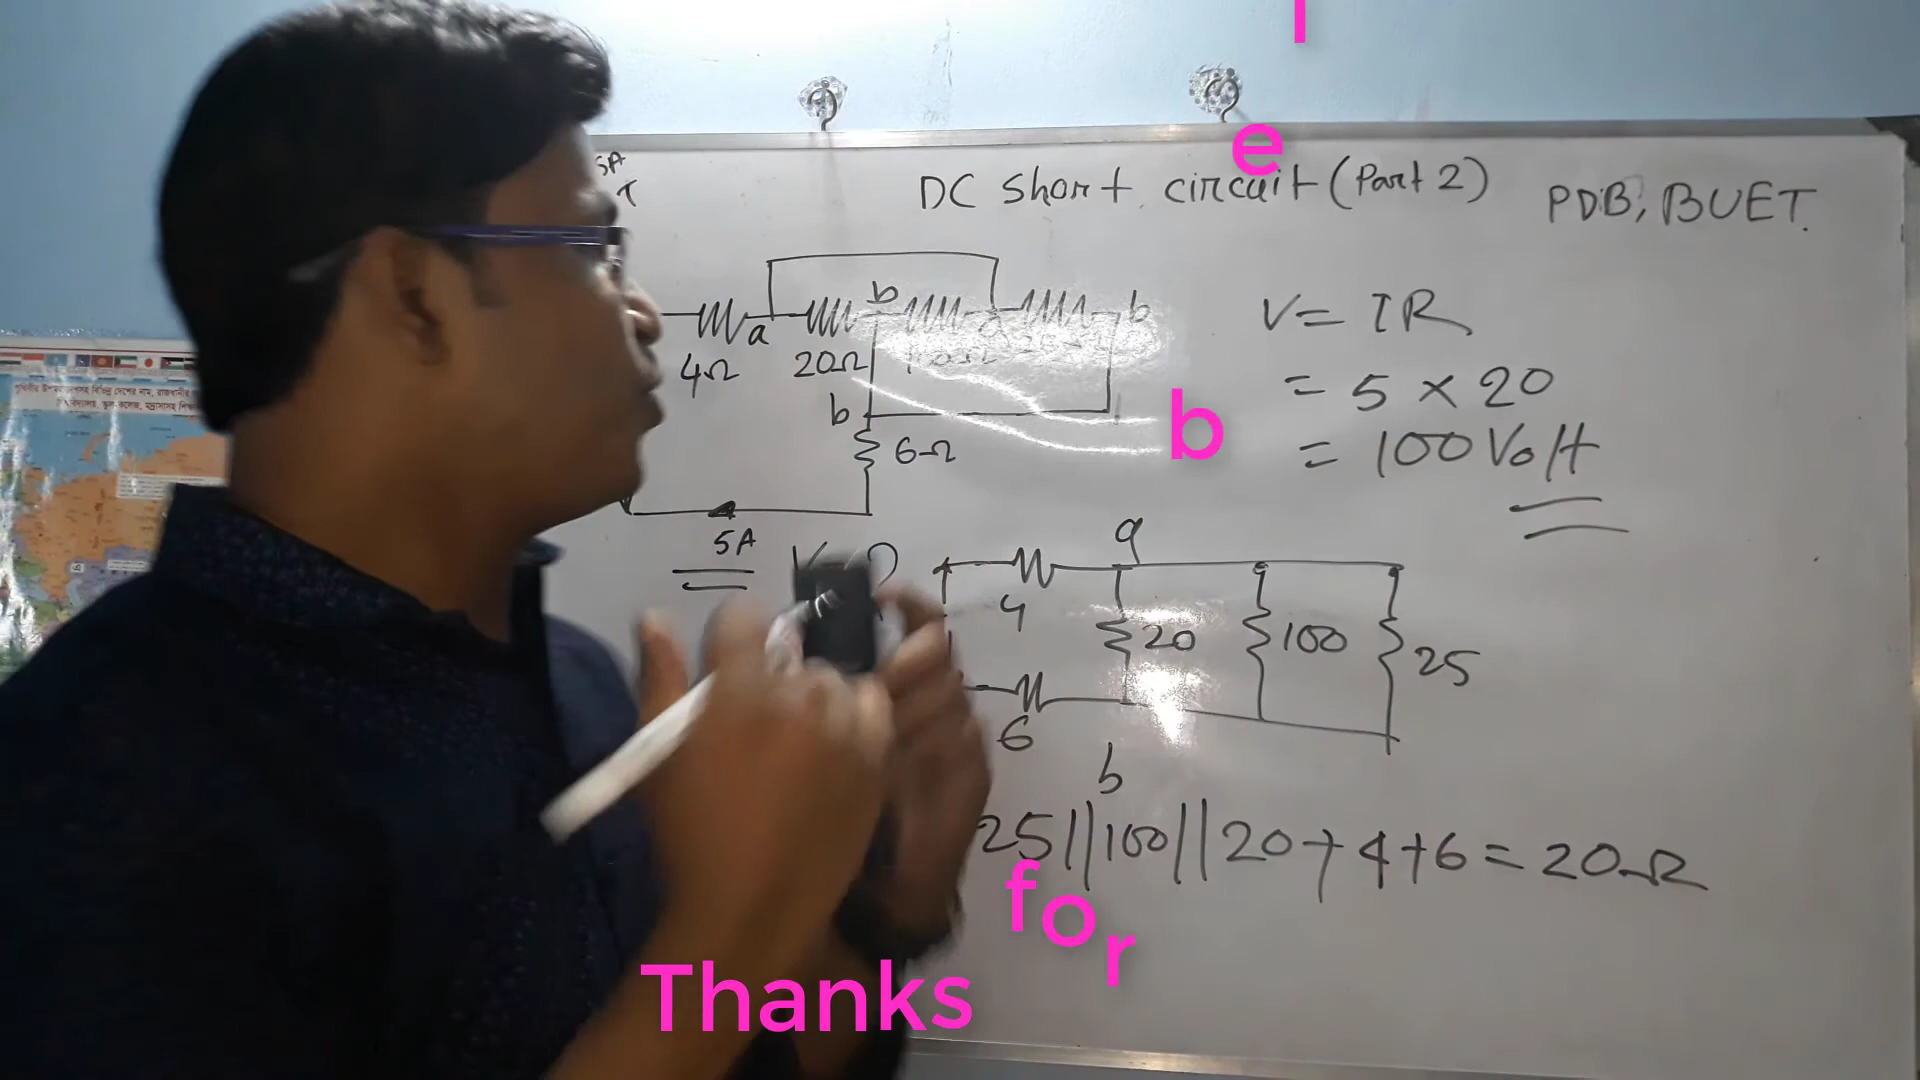 5A
DC Short circuit (Part 2)
PDB, BUET.
b
b
a
4Ω
20Ω
b
6Ω
5A
V = IR
= 5 × 20
= 100 Volt
a
4
20
100
25
6
b
25||100||20+4+6=20Ω
l
e
b
for
Thanks